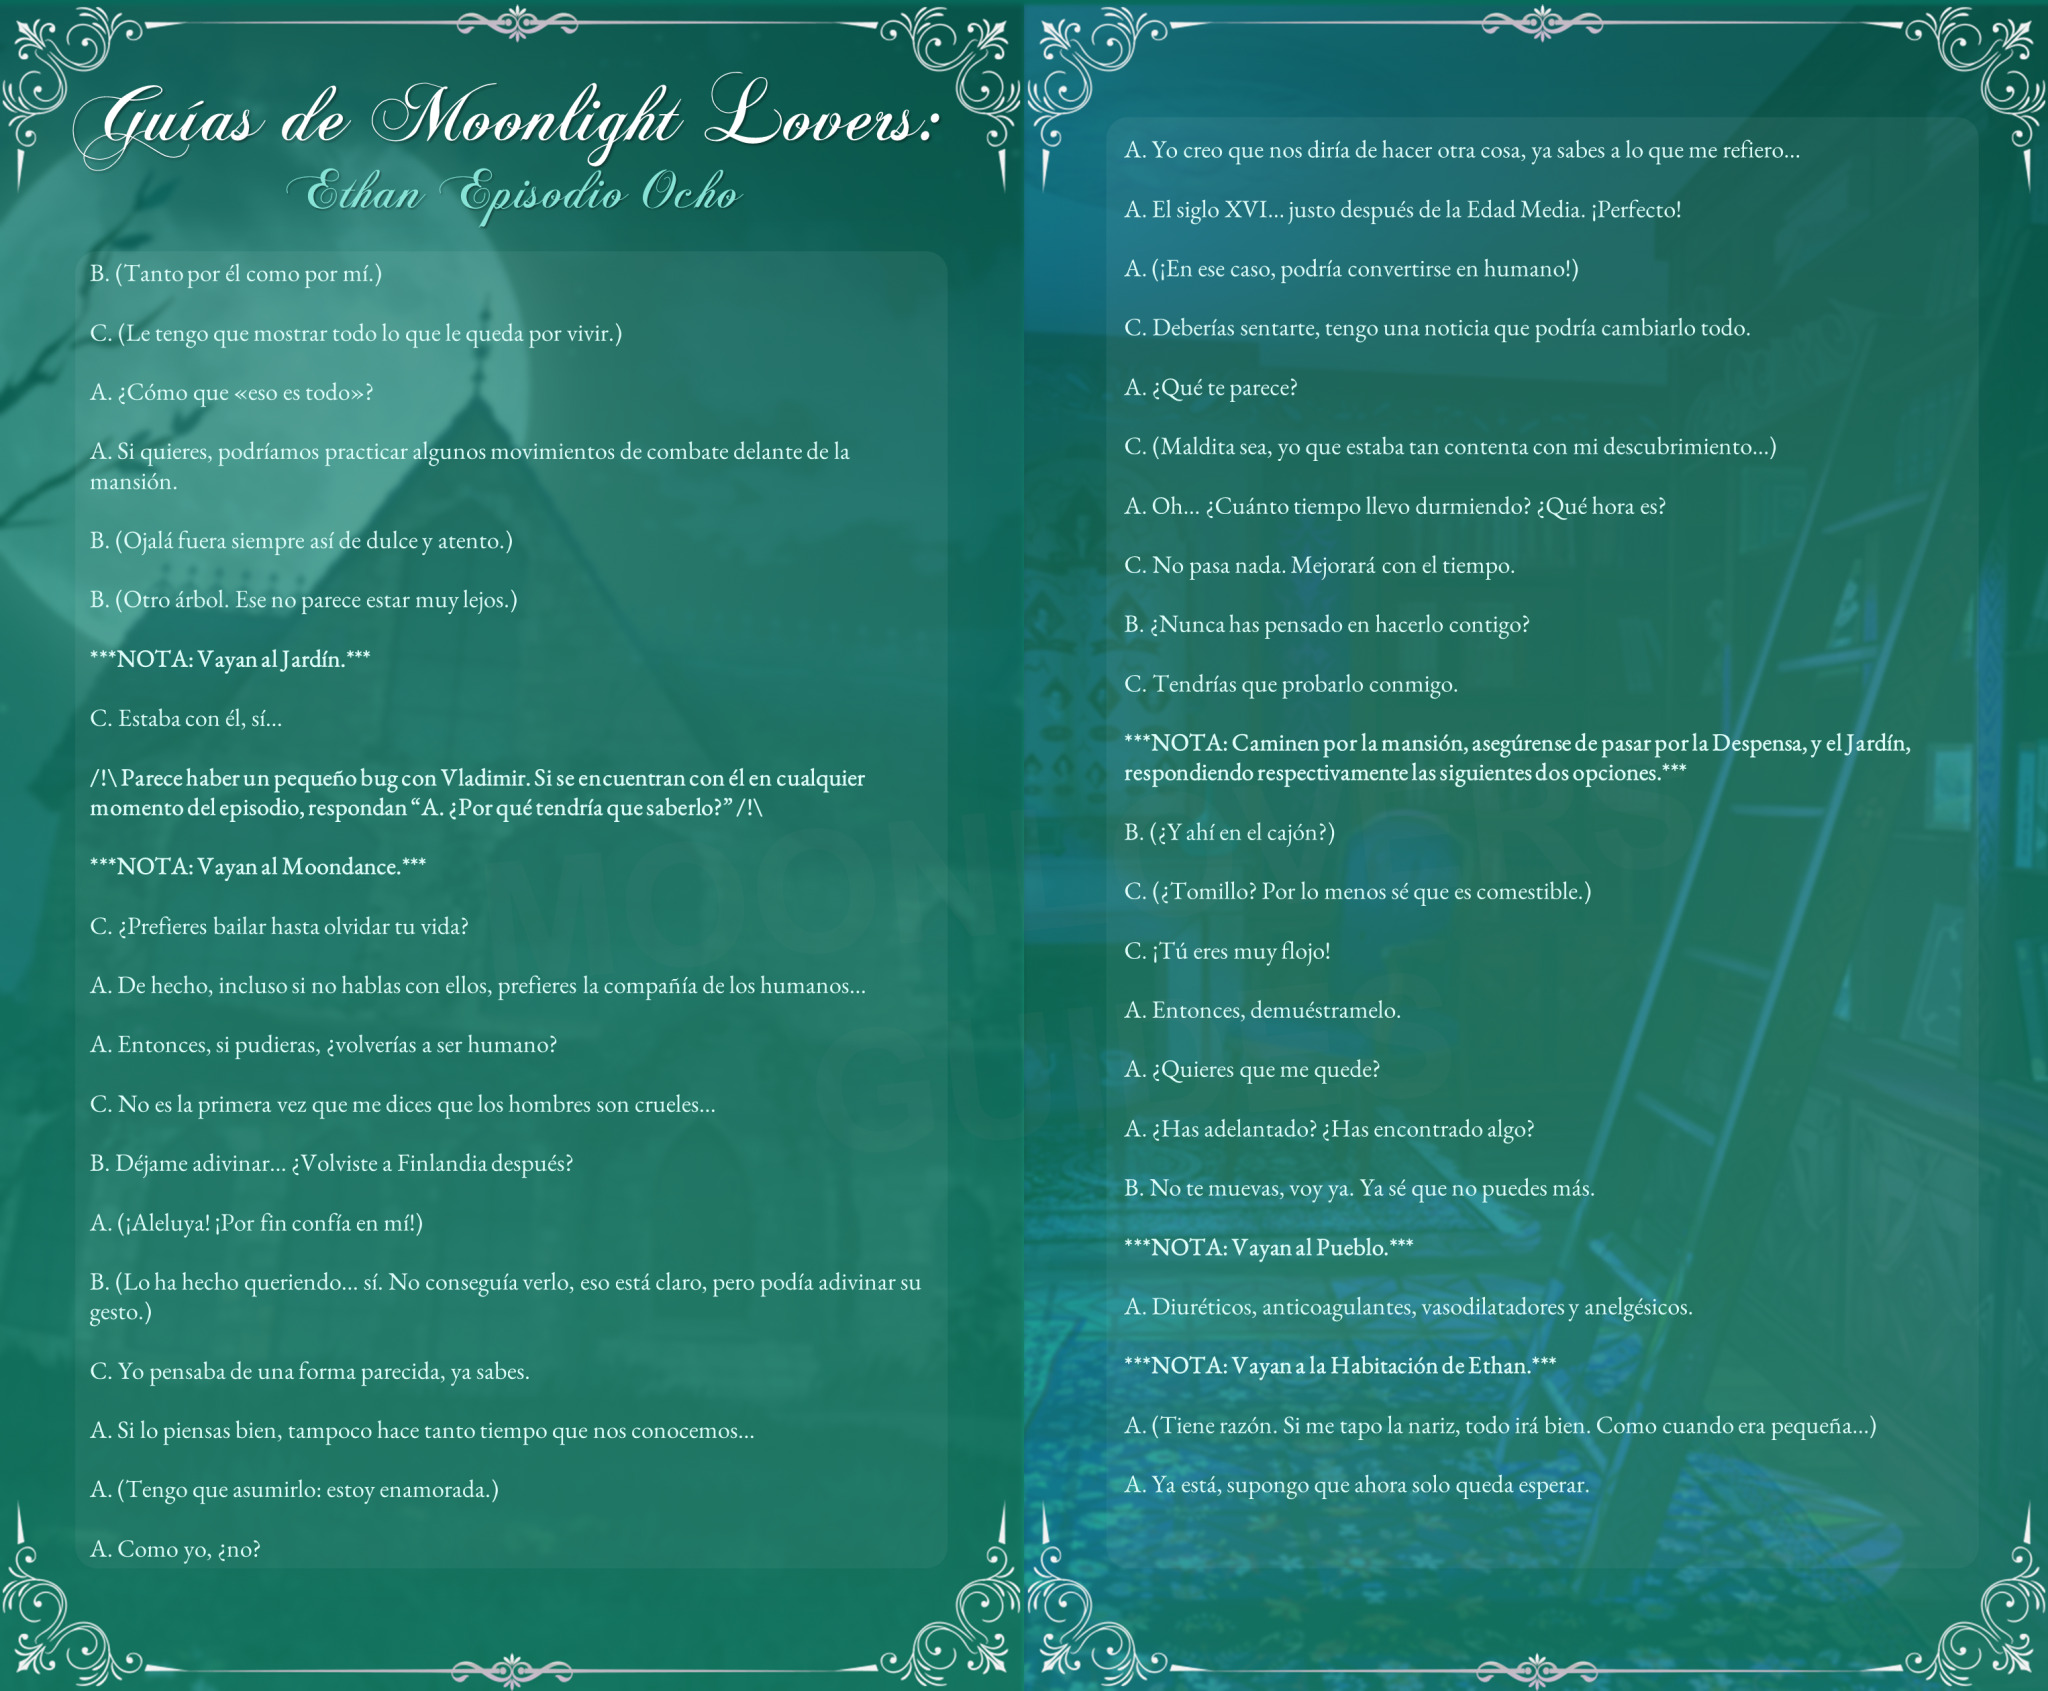 Guías de Moonlight Lovers:
Ethan Episodio Ocho
B. (Tanto por él como por mí.)
C. (Le tengo que mostrar todo lo que le queda por vivir.)
A. ¿Cómo que «eso es todo»?
A. Si quieres, podríamos practicar algunos movimientos de combate delante de la
mansión.
B. (Ojalá fuera siempre así de dulce y atento.)
B. (Otro árbol. Ese no parece estar muy lejos.)
***NOTA: Vayan al Jardín.***
C. Estaba con él, sí...
/!\ Parece haber un pequeño bug con Vladimir. Si se encuentran con él en cualquier
momento del episodio, respondan “A. ¿Por qué tendría que saberlo?” /!\
***NOTA: Vayan al Moondance.***
C. ¿Prefieres bailar hasta olvidar tu vida?
A. De hecho, incluso si no hablas con ellos, prefieres la compañía de los humanos...
A. Entonces, si pudieras, ¿volverías a ser humano?
C. No es la primera vez que me dices que los hombres son crueles...
B. Déjame adivinar... ¿Volviste a Finlandia después?
A. (¡Aleluya! ¡Por fin confía en mí!)
B. (Lo ha hecho queriendo... sí. No conseguía verlo, eso está claro, pero podía adivinar su
gesto.)
C. Yo pensaba de una forma parecida, ya sabes.
A. Si lo piensas bien, tampoco hace tanto tiempo que nos conocemos...
A. (Tengo que asumirlo: estoy enamorada.)
A. Como yo, ¿no?
A. Yo creo que nos diría de hacer otra cosa, ya sabes a lo que me refiero...
A. El siglo XVI... justo después de la Edad Media. ¡Perfecto!
A. (¡En ese caso, podría convertirse en humano!)
C. Deberías sentarte, tengo una noticia que podría cambiarlo todo.
A. ¿Qué te parece?
C. (Maldita sea, yo que estaba tan contenta con mi descubrimiento...)
A. Oh... ¿Cuánto tiempo llevo durmiendo? ¿Qué hora es?
C. No pasa nada. Mejorará con el tiempo.
B. ¿Nunca has pensado en hacerlo contigo?
C. Tendrías que probarlo conmigo.
***NOTA: Caminen por la mansión, asegúrense de pasar por la Despensa, y el Jardín,
respondiendo respectivamente las siguientes dos opciones.***
B. (¿Y ahí en el cajón?)
C. (¿Tomillo? Por lo menos sé que es comestible.)
C. ¡Tú eres muy flojo!
A. Entonces, demuéstramelo.
A. ¿Quieres que me quede?
A. ¿Has adelantado? ¿Has encontrado algo?
B. No te muevas, voy ya. Ya sé que no puedes más.
***NOTA: Vayan al Pueblo.***
A. Diuréticos, anticoagulantes, vasodilatadores y anelgésicos.
***NOTA: Vayan a la Habitación de Ethan.***
A. (Tiene razón. Si me tapo la nariz, todo irá bien. Como cuando era pequeña...)
A. Ya está, supongo que ahora solo queda esperar.